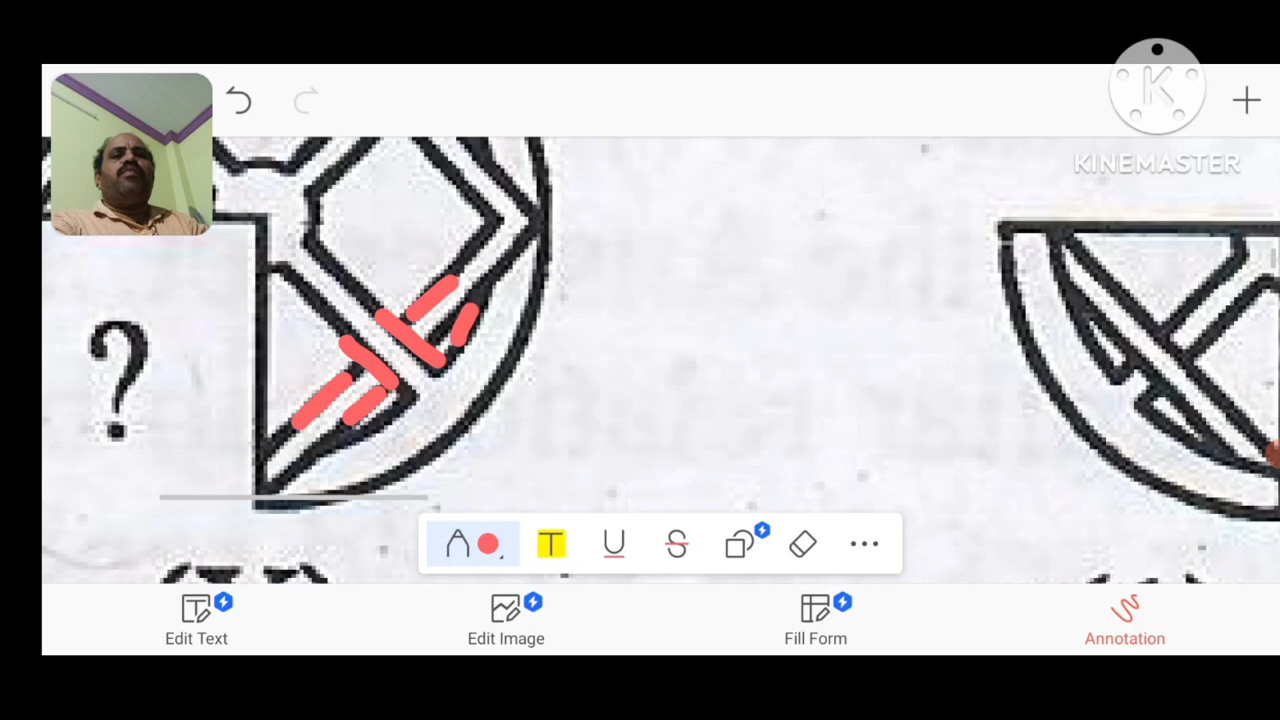 K
KINEMASTER
?
T
U
S
Edit Text
Edit Image
Fill Form
Annotation